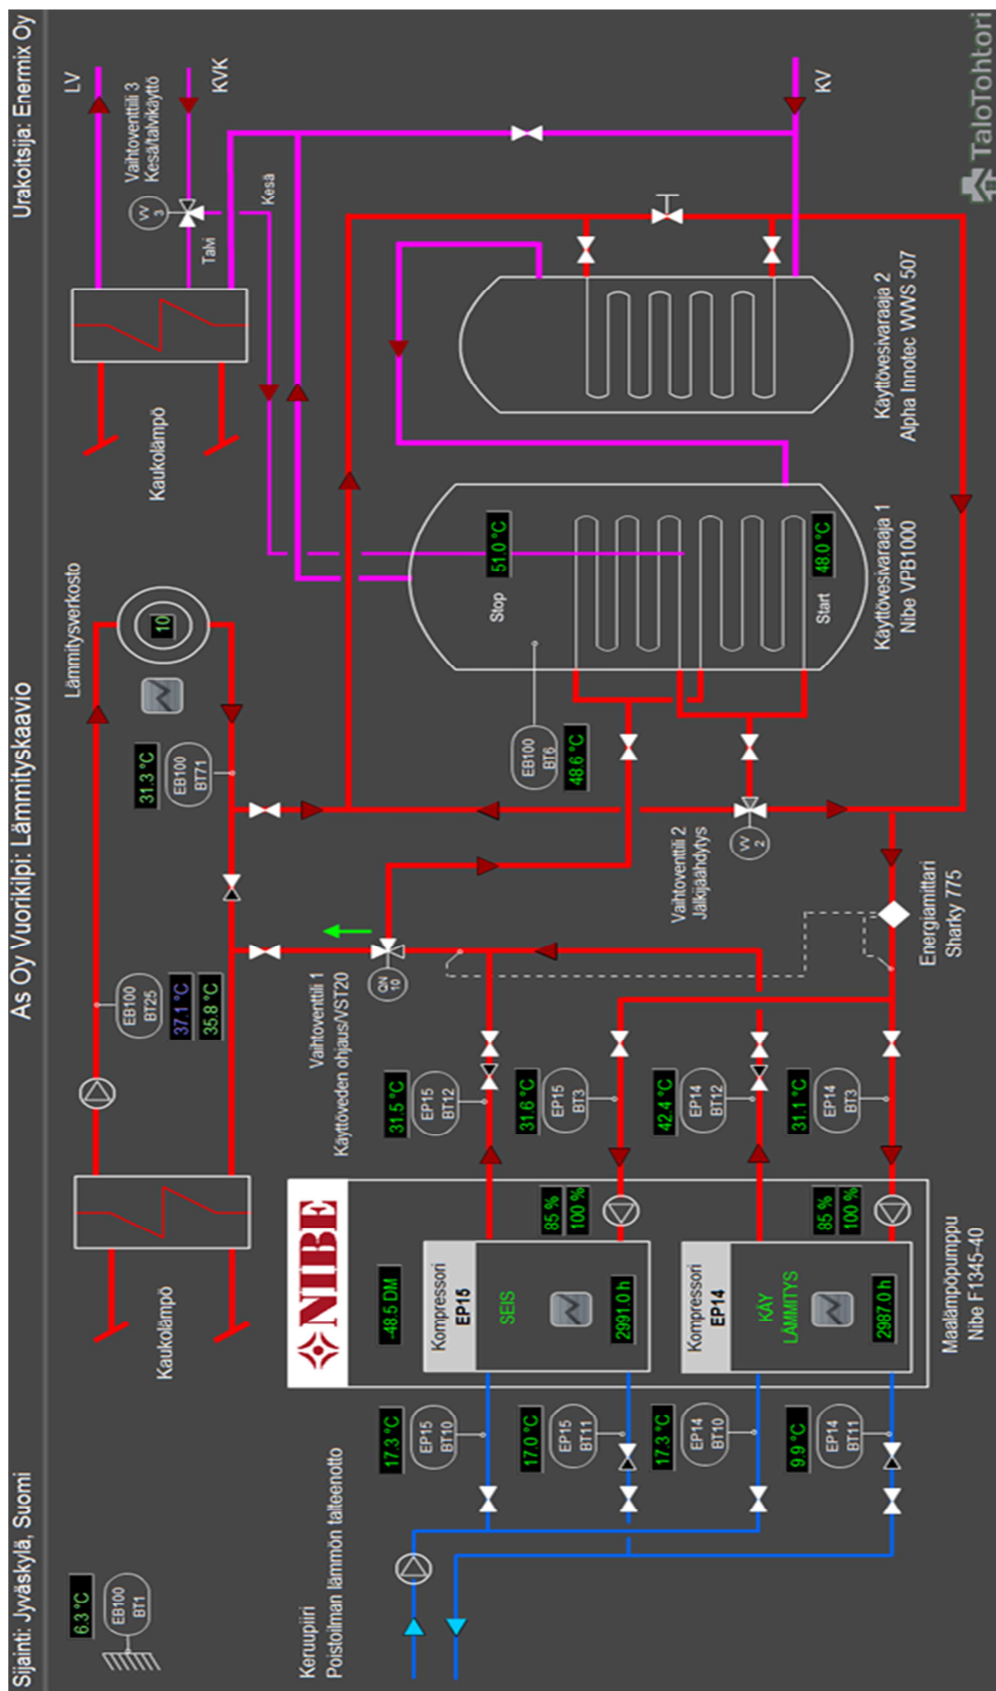 Sijainti: Jyväskylä, Suomi
As Oy Vuorikilpi: Lämmityskaavio
Urakoitsija: Enermix Oy
6.3 °C
EB100
BT1
Kaukolämpö
EB100
BT25
37.1 °C
35.8 °C
31.3 °C
EB100
BT71
Lämmitysverkosto
10
Kaukolämpö
LV
Vaihtoventtiili 3
Kesä/talvikäyttö
VV
3
KVK
Talvi
Kesä
Keruupiiri
Poistoilman lämmön talteenotto
NIBE
-48.5 DM
Kompressori
EP15
SEIS
2991.0 h
85 %
100 %
Kompressori
EP14
KÄY
LÄMMITYS
2987.0 h
85 %
100 %
Maalämpöpumppu
Nibe F1345-40
17.3 °C
EP15
BT10
17.0 °C
EP15
BT11
17.3 °C
EP14
BT10
9.9 °C
EP14
BT11
31.5 °C
EP15
BT12
31.6 °C
EP15
BT3
42.4 °C
EP14
BT12
31.1 °C
EP14
BT3
Vaihtoventtiili 1
Käyttöveden ohjaus/VST20
QN
10
Energiamittari
Sharky 775
Vaihtoventtiili 2
Jälkijäähdytys
VV
2
EB100
BT6
48.6 °C
Stop
51.0 °C
Start
48.0 °C
Käyttövesivaraaja 1
Nibe VPB1000
Käyttövesivaraaja 2
Alpha Innotec WWS 507
KV
TaloTohtori